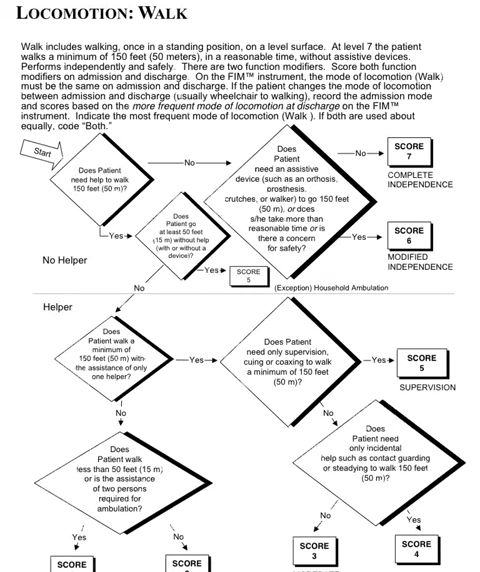 LOCOMOTION: WALK
Walk includes walking, once in a standing position, on a level surface. At level 7 the patient
walks a minimum of 150 feet (50 meters), in a reasonable time, without assistive devices.
Performs independently and safely. There are two function modifiers. Score both function
modifiers on admission and discharge. On the FIM™ instrument, the mode of locomotion (Walk)
must be the same on admission and discharge. If the patient changes the mode of locomotion
between admission and discharge (usually wheelchair to walking), record the admission mode
and scores based on the more frequent mode of locomotion at discharge on the FIM™
instrument. Indicate the most frequent mode of locomotion (Walk ). If both are used about
equally, code “Both.”
Start
Does Patient
need help to walk
150 feet (50 m)?
No
Does
Patient
need an assistive
device (such as an orthosis,
prosthesis,
crutches, or walker) to go 150 feet
(50 m), or does
s/he take more than
reasonable time or is
there a concern
for safety?
No
SCORE
7
COMPLETE
INDEPENDENCE
Yes
SCORE
6
MODIFIED
INDEPENDENCE
Yes
Does
Patient go
at least 50 feet
(15 m) without help
(with or without a
device)?
Yes
SCORE
5
(Exception) Household Ambulation
No Helper
No
Helper
Does
Patient walk a
minimum of
150 feet (50 m) with
the assistance of only
one helper?
Yes
Does Patient
need only supervision,
cuing or coaxing to walk
a minimum of 150 feet
(50 m)?
Yes
SCORE
5
SUPERVISION
No
No
Does
Patient walk
less than 50 feet (15 m)
or is the assistance
of two persons
required for
ambulation?
Does
Patient need
only incidental
help such as contact guarding
or steadying to walk 150 feet
(50 m)?
Yes
No
No
Yes
SCORE
SCORE
SCORE
3
SCORE
4